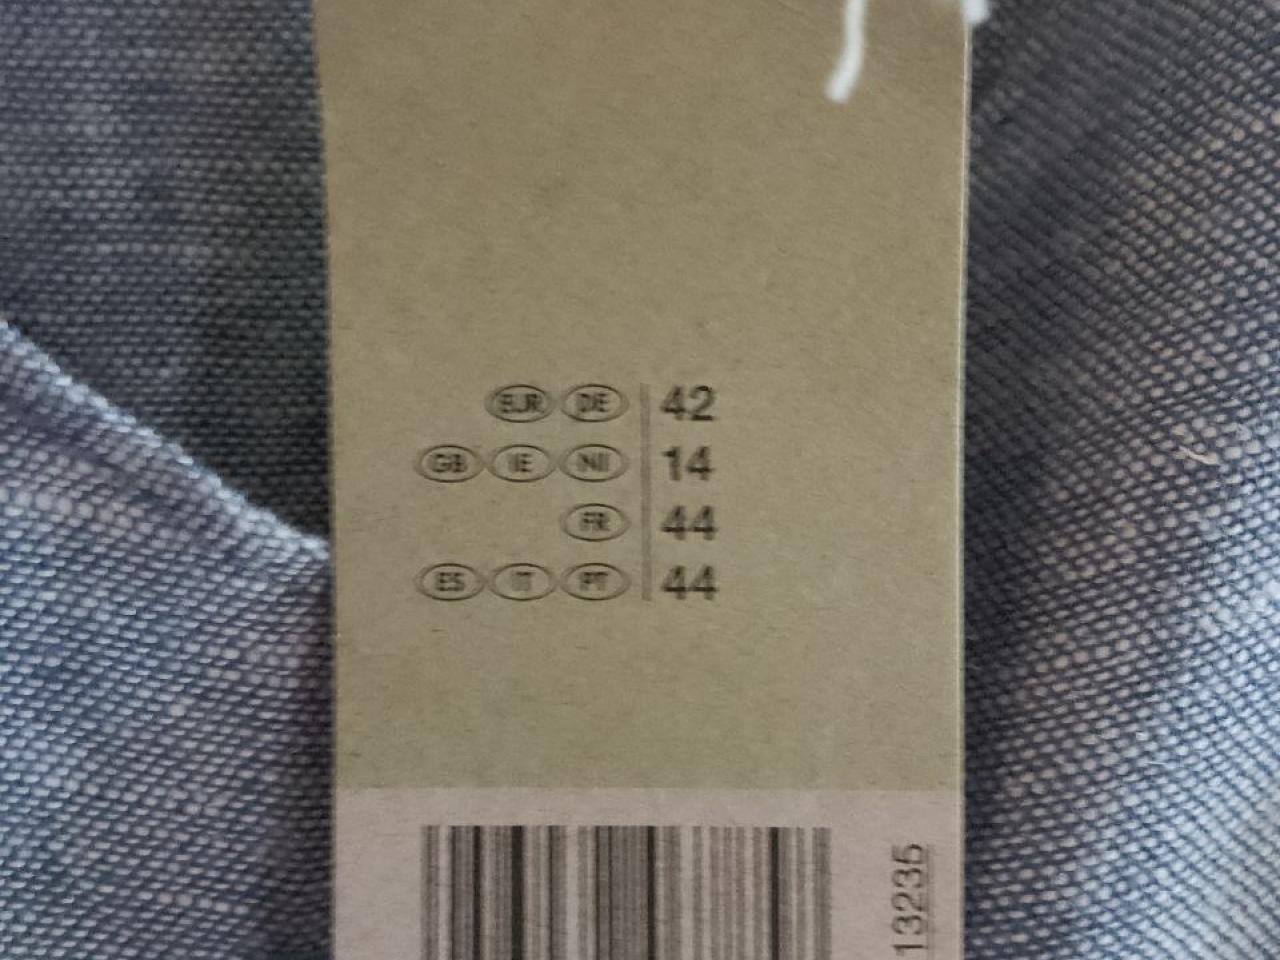 EUR DE 42
GB IE NI 14
FR 44
ES IT PT 44
13235